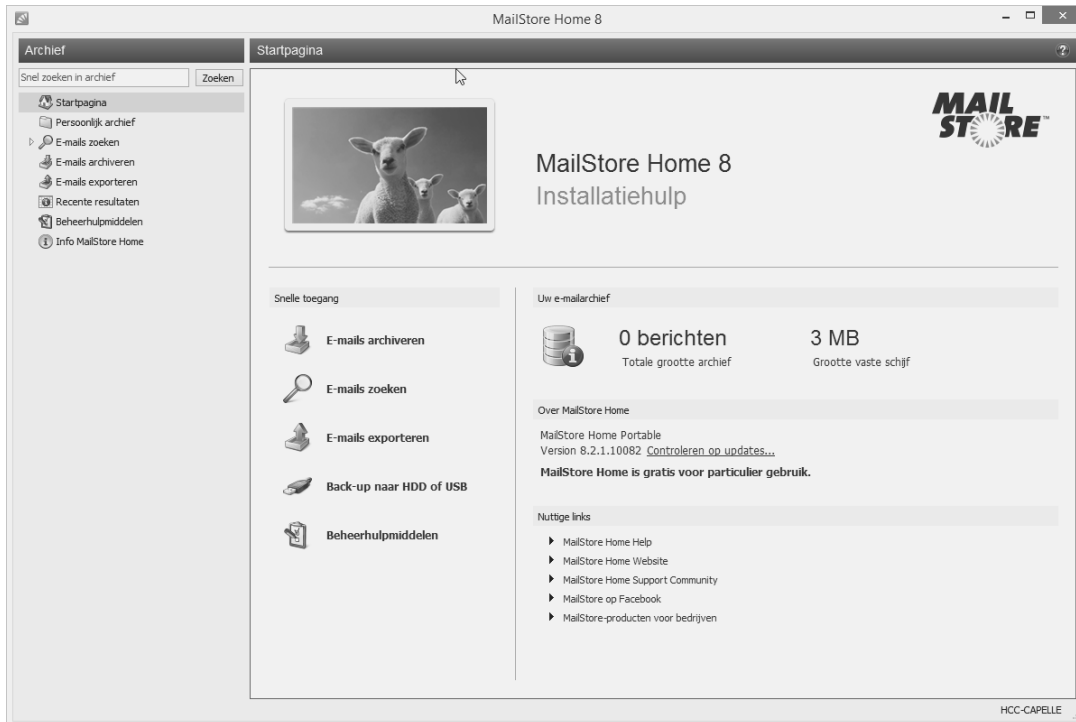 MailStore Home 8
Archief
Startpagina
Snel zoeken in archief
Zoeken
Startpagina
Persoonlijk archief
E-mails zoeken
E-mails archiveren
E-mails exporteren
Recente resultaten
Beheerhulpmiddelen
Info MailStore Home
MAIL
STORE™
MailStore Home 8
Installatiehulp
Snelle toegang
E-mails archiveren
E-mails zoeken
E-mails exporteren
Back-up naar HDD of USB
Beheerhulpmiddelen
Uw e-mailarchief
0 berichten
3 MB
Totale grootte archief
Grootte vaste schijf
Over MailStore Home
MailStore Home Portable
Version 8.2.1.10082 Controleren op updates...
MailStore Home is gratis voor particulier gebruik.
Nuttige links
MailStore Home Help
MailStore Home Website
MailStore Home Support Community
MailStore op Facebook
MailStore-producten voor bedrijven
HCC-CAPELLE